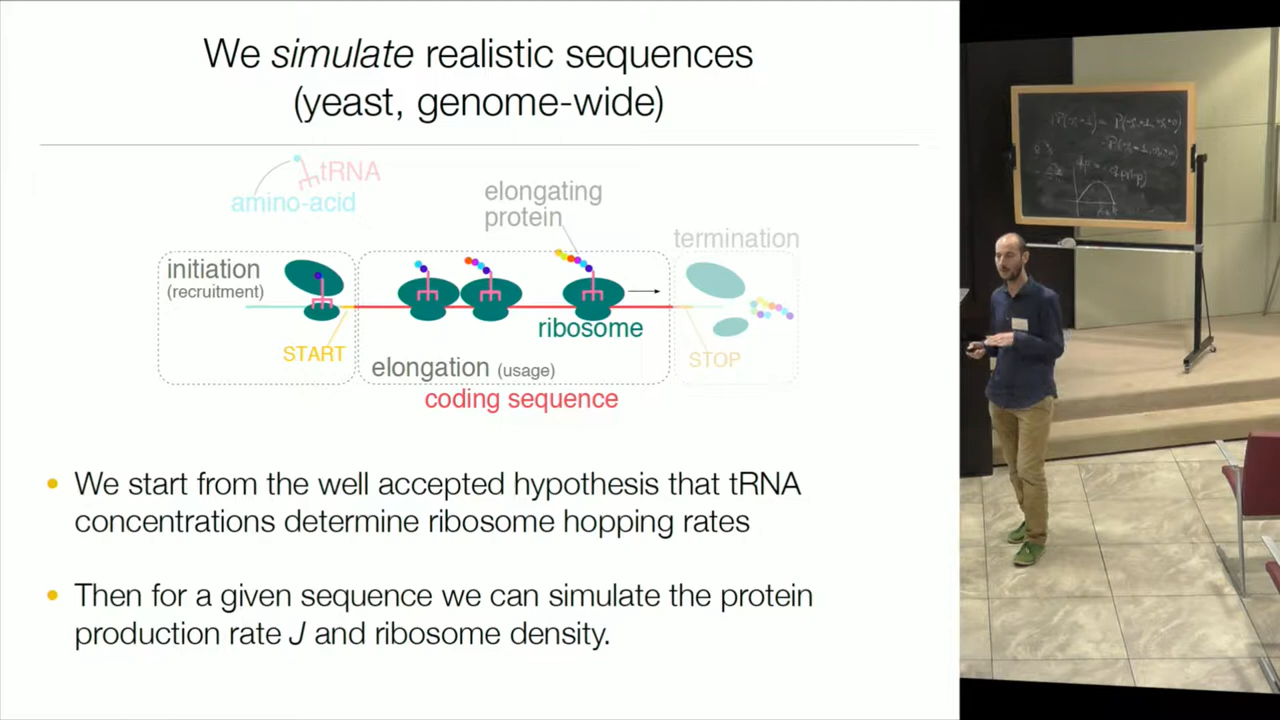 We simulate realistic sequences
(yeast, genome-wide)
tRNA
amino-acid
elongating
protein
termination
initiation
(recruitment)
ribosome
START
STOP
elongation (usage)
coding sequence
• We start from the well accepted hypothesis that tRNA
concentrations determine ribosome hopping rates
• Then for a given sequence we can simulate the protein
production rate J and ribosome density.